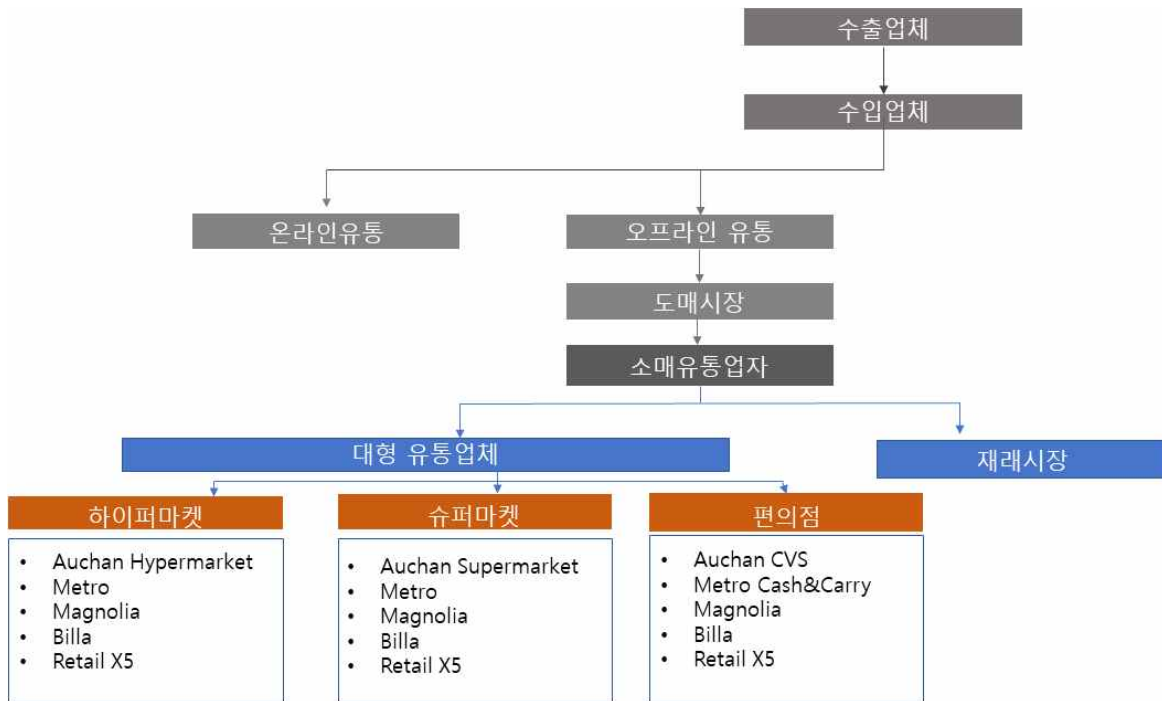 수출업체
수입업체
온라인유통
오프라인 유통
도매시장
소매유통업자
대형 유통업체
재래시장
하이퍼마켓
• Auchan Hypermarket
• Metro
• Magnolia
• Billa
• Retail X5
슈퍼마켓
• Auchan Supermarket
• Metro
• Magnolia
• Billa
• Retail X5
편의점
• Auchan CVS
• Metro Cash&Carry
• Magnolia
• Billa
• Retail X5